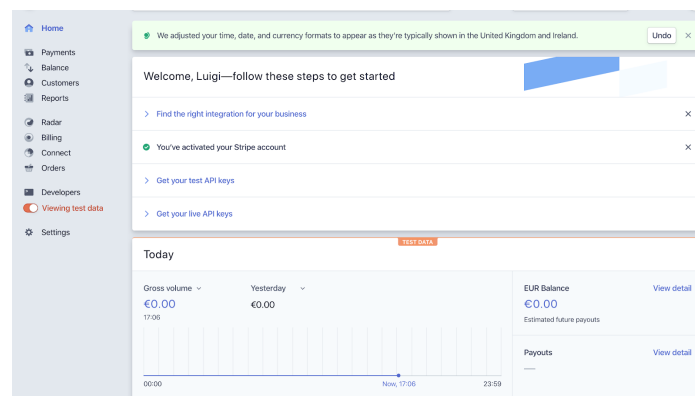 Home
Payments
Balance
Customers
Reports
Radar
Billing
Connect
Orders
Developers
Viewing test data
Settings
We adjusted your time, date, and currency formats to appear as they're typically shown in the United Kingdom and Ireland.
Undo
Welcome, Luigi—follow these steps to get started
Find the right integration for your business
You've activated your Stripe account
Get your test API keys
Get your live API keys
TEST DATA
Today
Gross volume
Yesterday
€0.00
€0.00
17:06
00:00
Now, 17:06
23:59
EUR Balance
View detail
€0.00
Estimated future payouts
Payouts
View detail
—